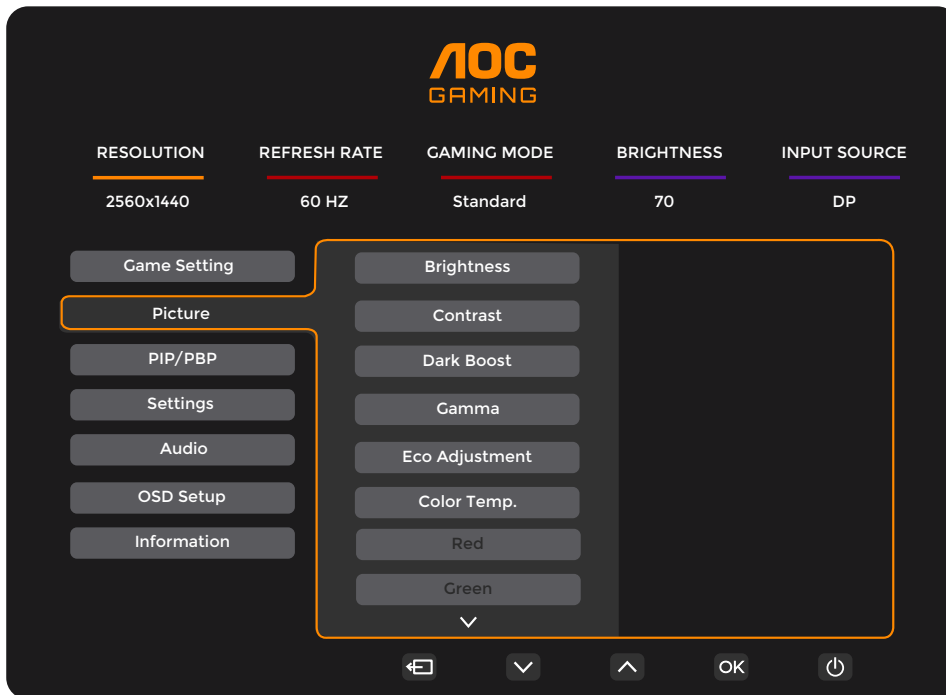 AOC
GAMING
RESOLUTION REFRESH RATE GAMING MODE BRIGHTNESS INPUT SOURCE
2560x1440 60 HZ Standard 70 DP
Game Setting
Picture
PIP/PBP
Settings
Audio
OSD Setup
Information
Brightness
Contrast
Dark Boost
Gamma
Eco Adjustment
Color Temp.
Red
Green
OK